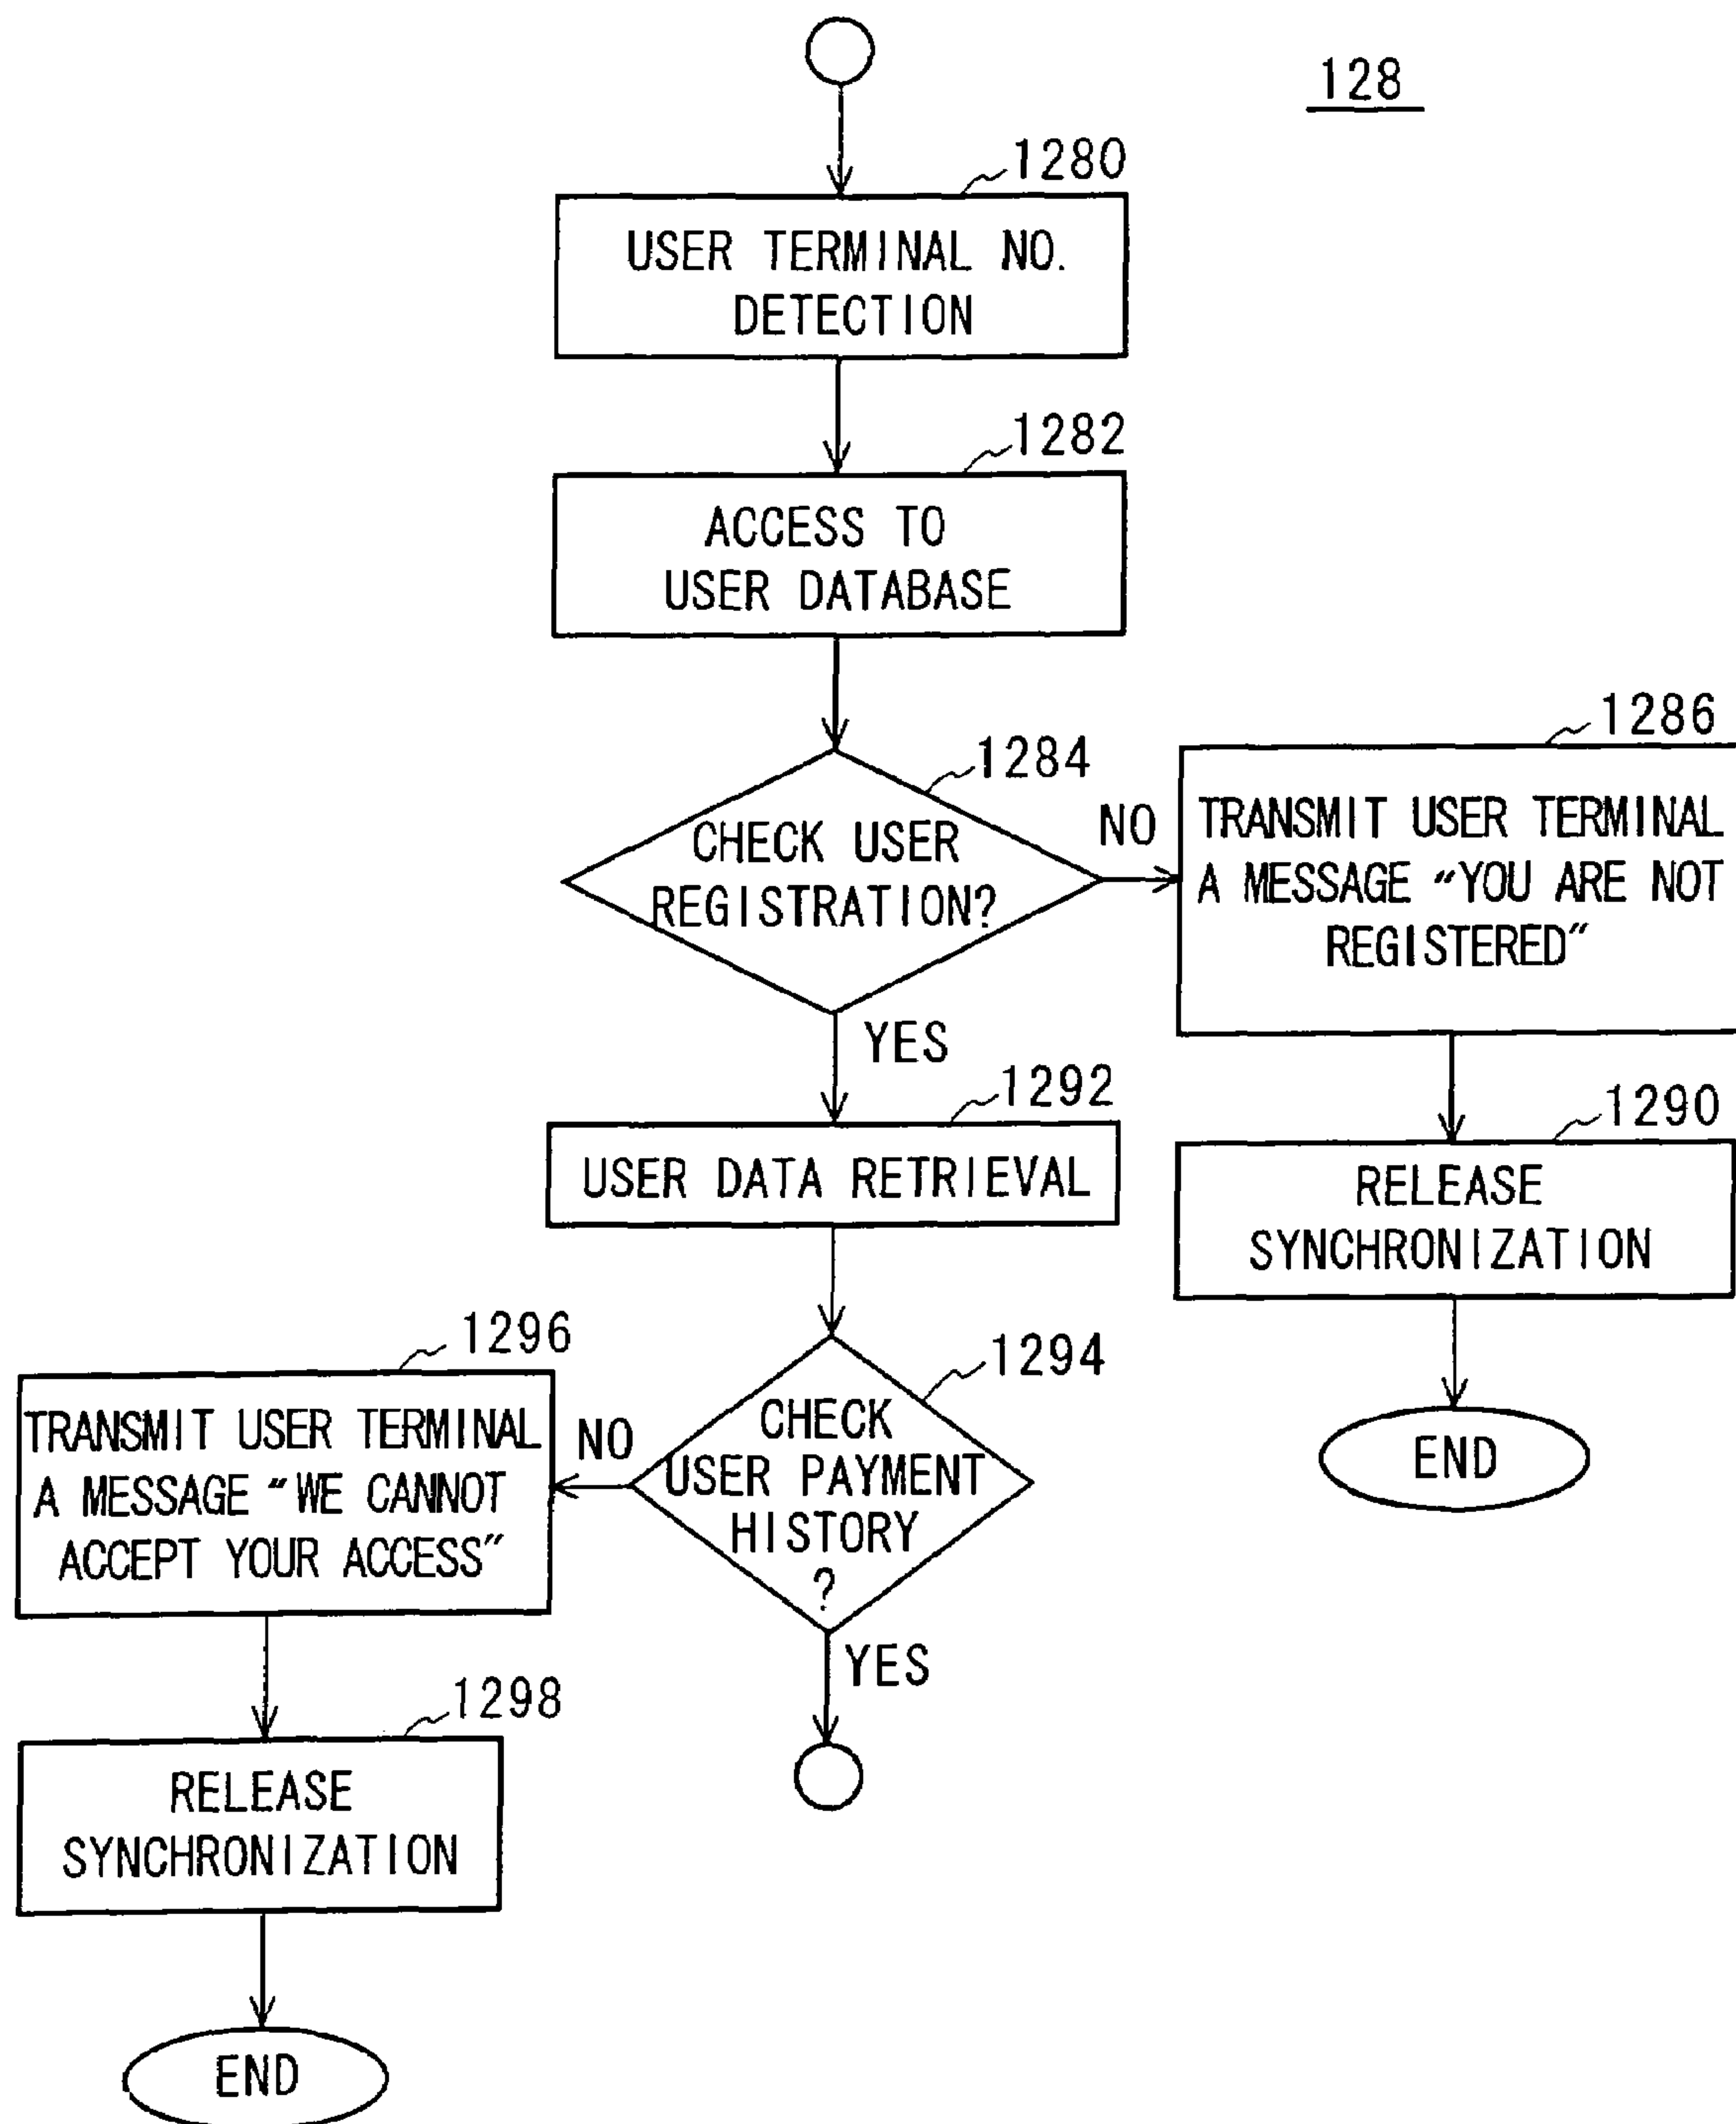 128
1280
USER TERMINAL NO.
DETECTION
1282
ACCESS TO
USER DATABASE
1284
CHECK USER
REGISTRATION?
NO
1286
TRANSMIT USER TERMINAL
A MESSAGE "YOU ARE NOT
REGISTERED"
YES
1292
USER DATA RETRIEVAL
1290
RELEASE
SYNCHRONIZATION
END
1294
CHECK
USER PAYMENT
HISTORY
?
NO
1296
TRANSMIT USER TERMINAL
A MESSAGE "WE CANNOT
ACCEPT YOUR ACCESS"
YES
1298
RELEASE
SYNCHRONIZATION
END